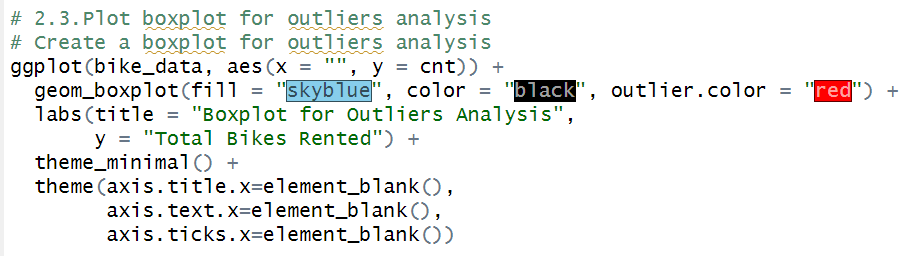 # 2.3.Plot boxplot for outliers analysis
# Create a boxplot for outliers analysis
ggplot(bike_data, aes(x = "", y = cnt)) +
  geom_boxplot(fill = "skyblue", color = "black", outlier.color = "red") +
  labs(title = "Boxplot for Outliers Analysis",
       y = "Total Bikes Rented") +
  theme_minimal() +
  theme(axis.title.x=element_blank(),
        axis.text.x=element_blank(),
        axis.ticks.x=element_blank())